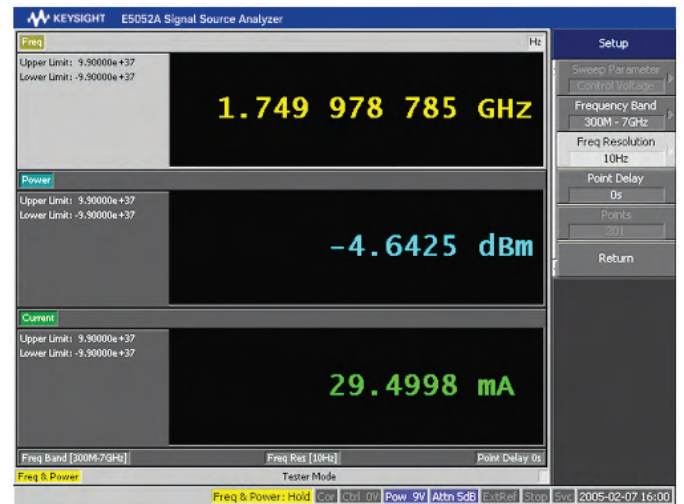 KEYSIGHT E5052A Signal Source Analyzer
Freq Hz
Upper Limit: 9.90000e+37
Lower Limit: -9.90000e+37
1.749 978 785 GHz
Power
Upper Limit: 9.90000e+37
Lower Limit: -9.90000e+37
-4.6425 dBm
Current
Upper Limit: 9.90000e+37
Lower Limit: -9.90000e+37
29.4998 mA
Freq Band [300M-7GHz] Freq Res [10Hz] Point Delay 0s
Freq & Power Tester Mode
Setup
Sweep Parameter
Control Voltage
Frequency Band
300M - 7GHz
Freq Resolution
10Hz
Point Delay
0s
Points
201
Return
Freq & Power: Hold Cor Ctrl 0V Pow 9V Attn 5dB ExtRef Stop Svc 2005-02-07 16:00